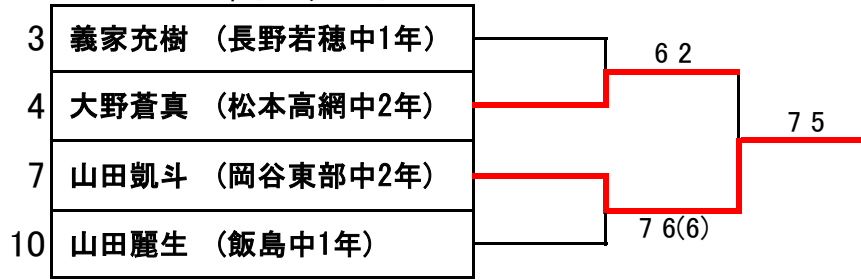 3 義家充樹 (長野若穂中1年)
6 2
4 大野蒼真 (松本高綱中2年)
7 5
7 山田凱斗 (岡谷東部中2年)
7 6(6)
10 山田麗生 (飯島中1年)